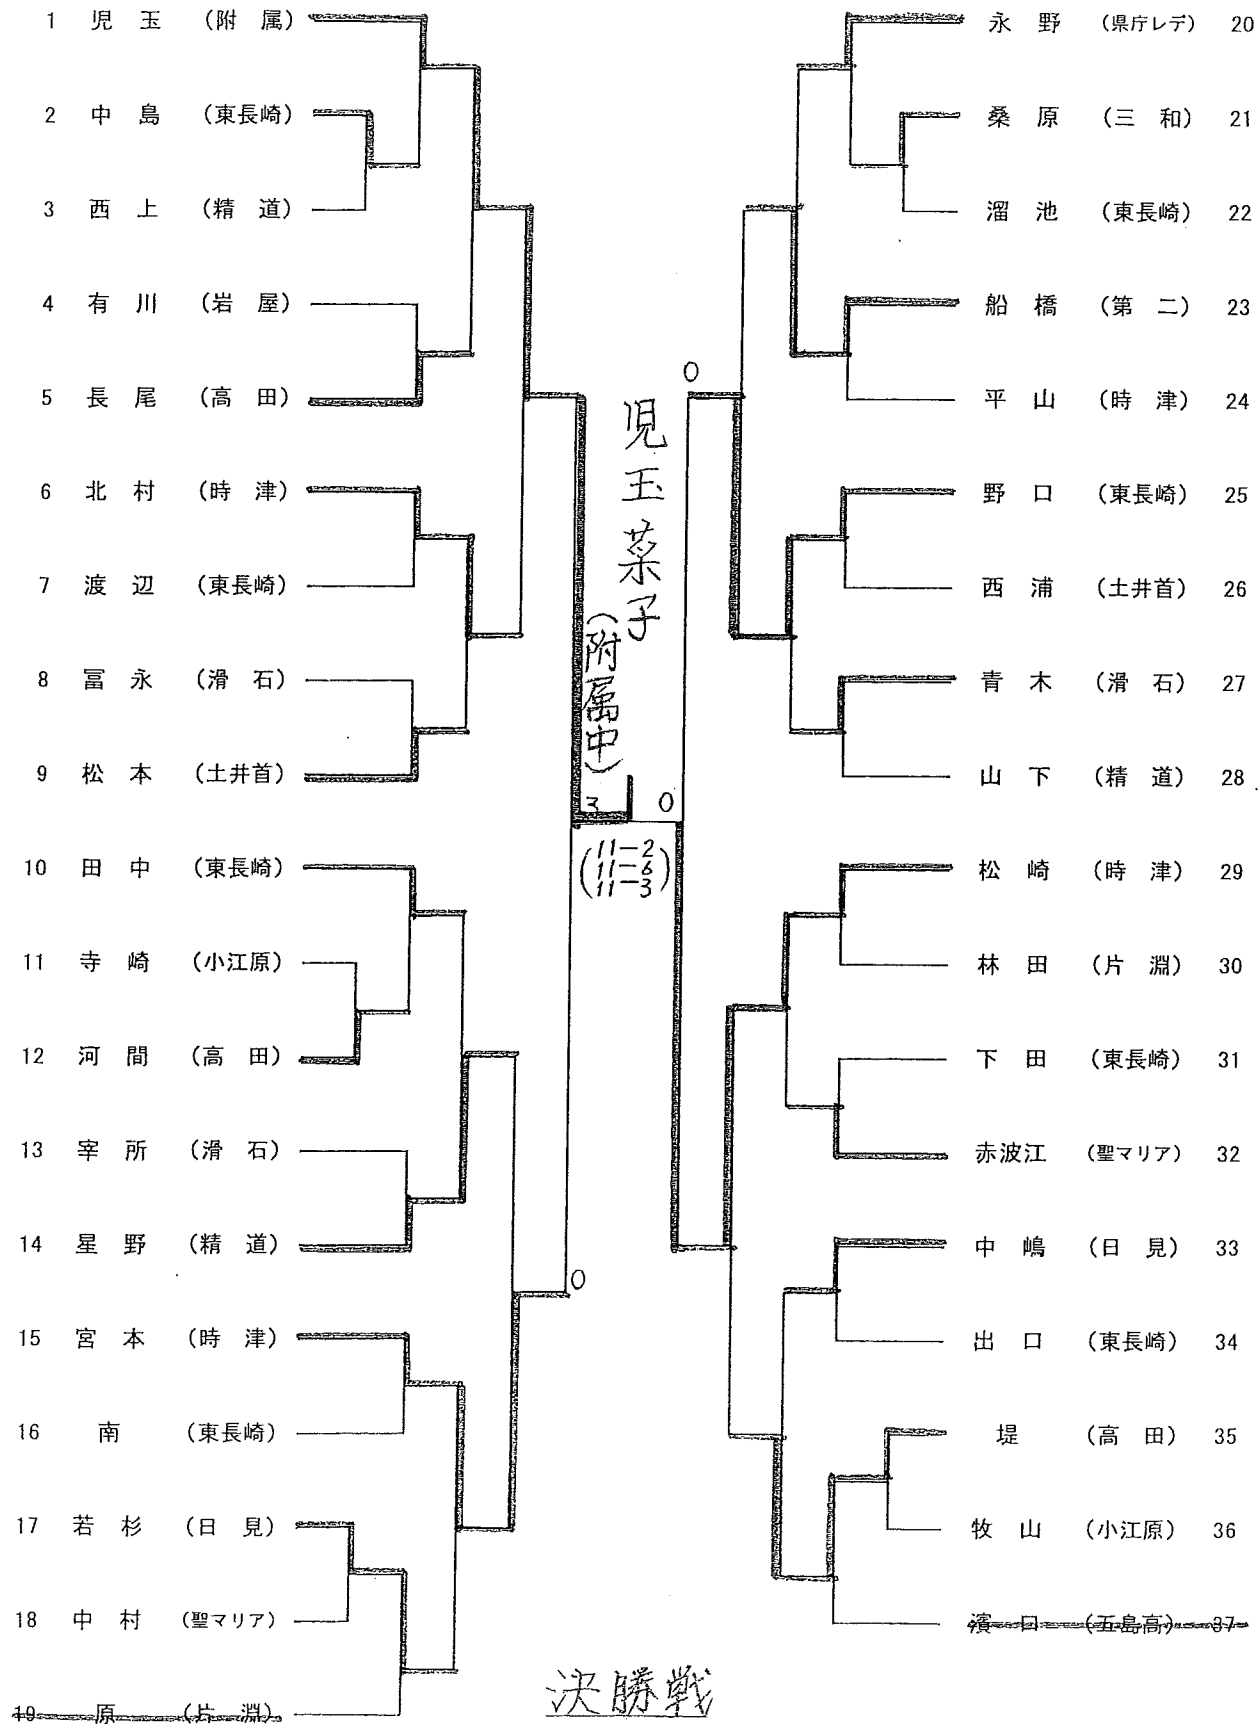 1 児玉 (附属)
2 中島 (東長崎)
3 西上 (精道)
4 有川 (岩屋)
5 長尾 (高田)
6 北村 (時津)
7 渡辺 (東長崎)
8 冨永 (滑石)
9 松本 (土井首)
10 田中 (東長崎)
11 寺崎 (小江原)
12 河間 (高田)
13 宰所 (滑石)
14 星野 (精道)
15 宮本 (時津)
16 南 (東長崎)
17 若杉 (日見)
18 中村 (聖マリア)
19 原 (片淵)
0
児玉菜子
(附属中)
3 0
(11-2
11-6
11-3)
0
永野 (県庁レデ) 20
桑原 (三和) 21
溜池 (東長崎) 22
船橋 (第二) 23
平山 (時津) 24
野口 (東長崎) 25
西浦 (土井首) 26
青木 (滑石) 27
山下 (精道) 28
松崎 (時津) 29
林田 (片淵) 30
下田 (東長崎) 31
赤波江 (聖マリア) 32
中嶋 (日見) 33
出口 (東長崎) 34
堤 (高田) 35
牧山 (小江原) 36
濱口 (五島高) 37
決勝戦